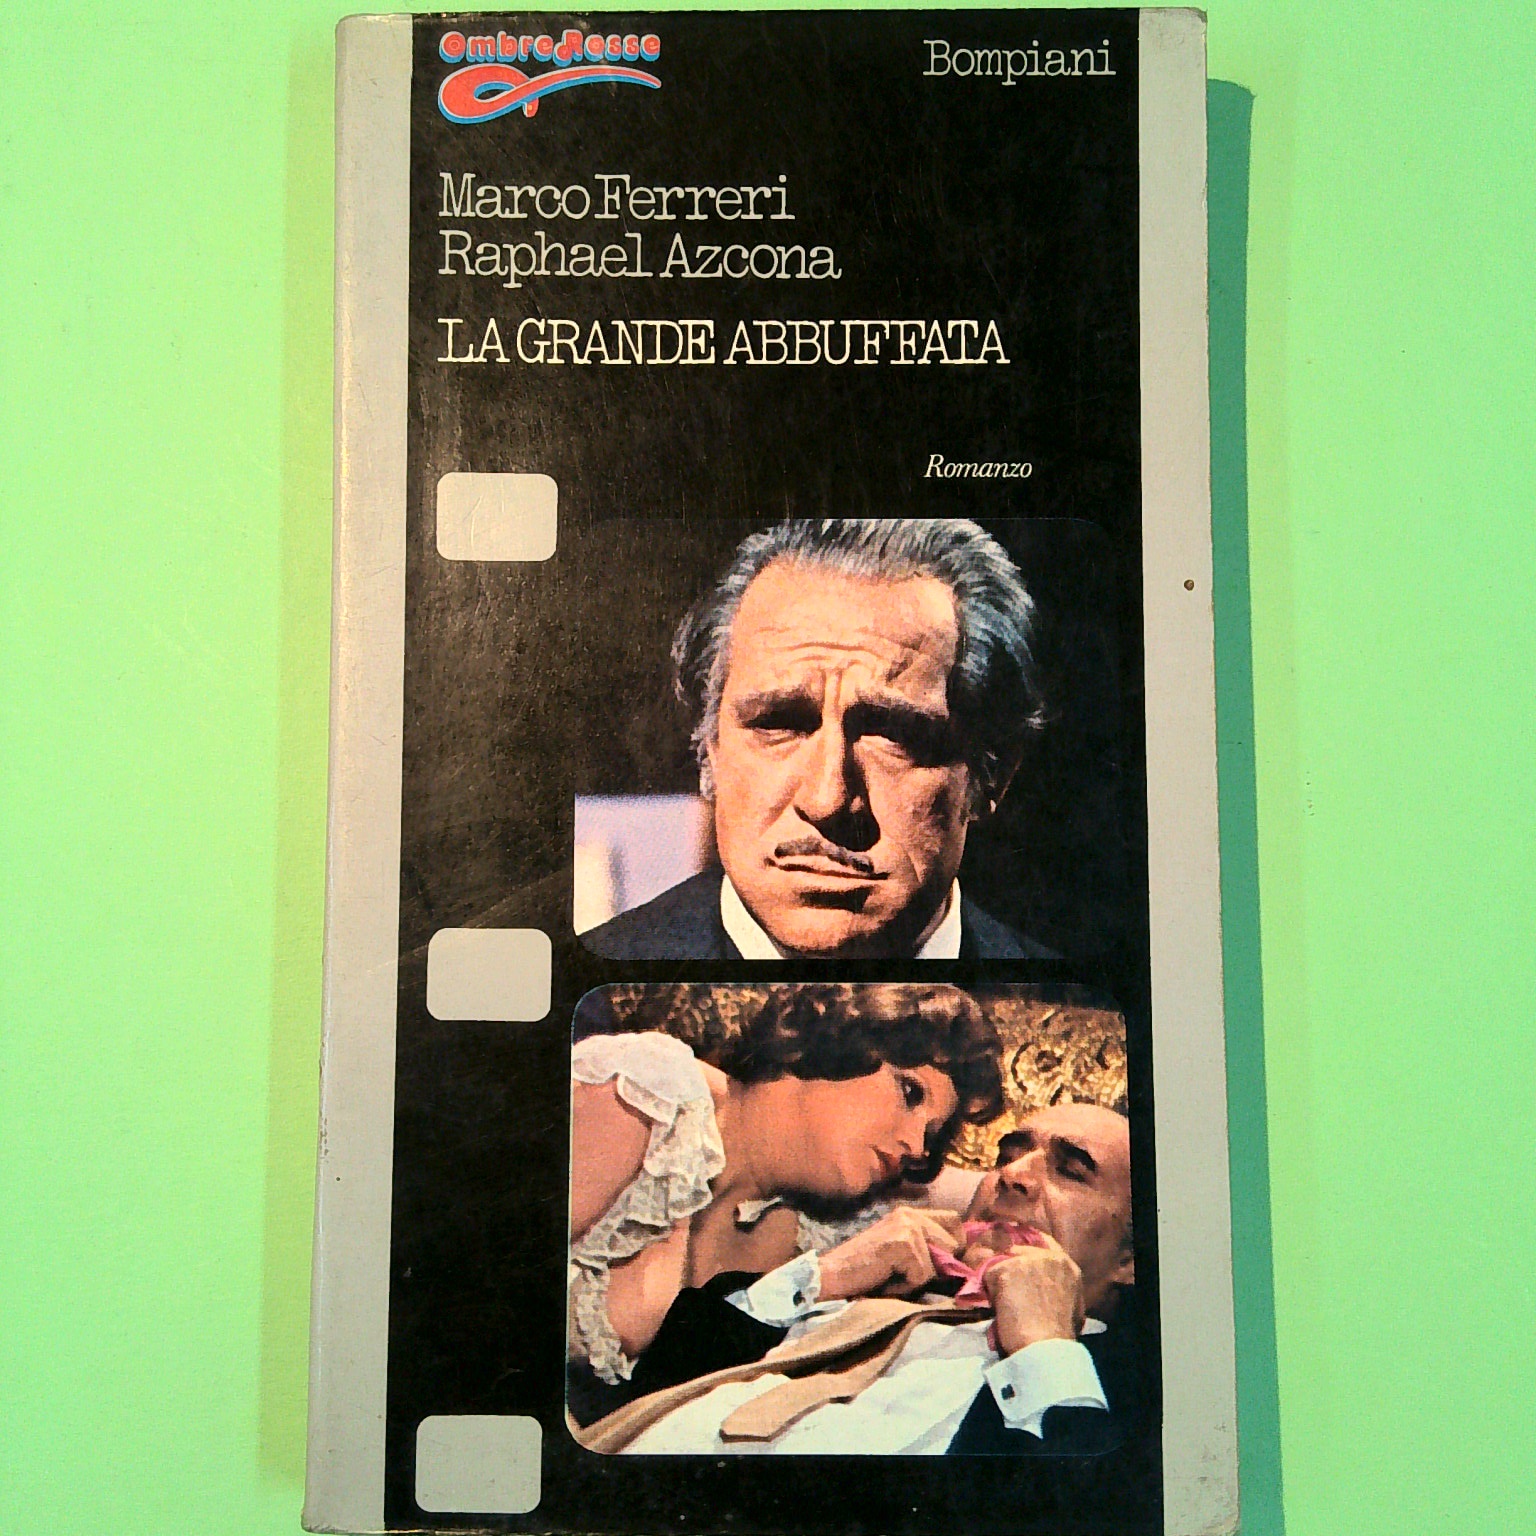 OmbreRosse
Bompiani
Marco Ferreri
Raphael Azcona
LA GRANDE ABBUFFATA
Romanzo